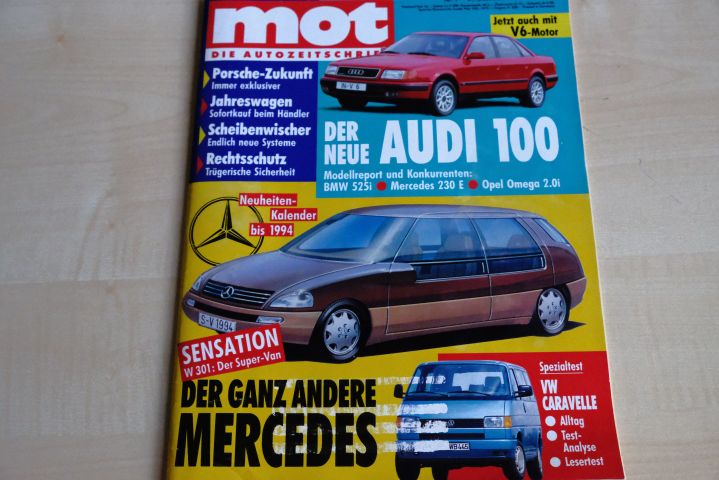 mot
DIE AUTOZEITSCHRIFT
Jetzt auch mit
V6-Motor
Porsche-Zukunft
Immer exklusiver
Jahreswagen
Sofortkauf beim Händler
Scheibenwischer
Endlich neue Systeme
Rechtsschutz
Trügerische Sicherheit
IN-V 6
DER
NEUE
AUDI 100
Modellreport und Konkurrenten:
BMW 525i ● Mercedes 230 E ● Opel Omega 2.0i
Neuheiten-
Kalender
bis 1994
S-V 1994
SENSATION
W 301: Der Super-Van
DER GANZ ANDERE
MERCEDES
Spezialtest
VW
CARAVELLE
● Alltag
● Test-
Analyse
● Lesertest